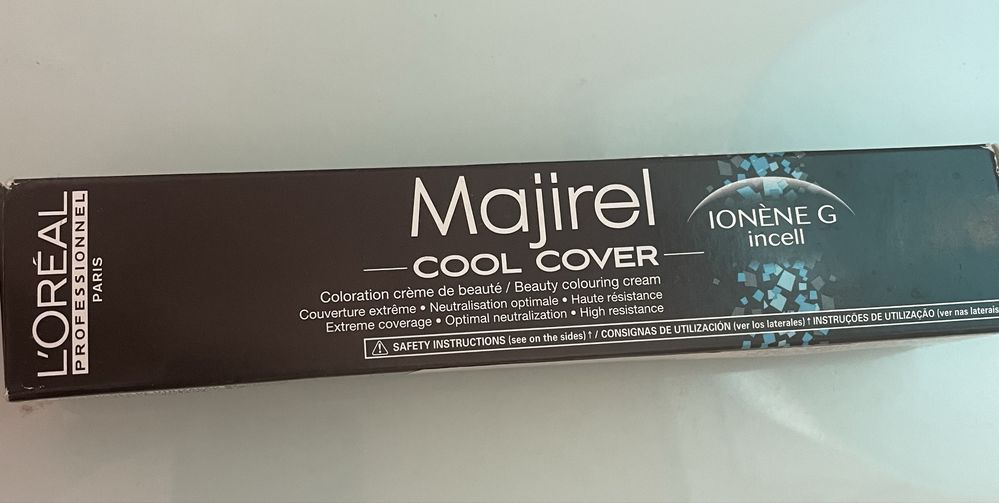 L'ORÉAL
PROFESSIONNEL
PARIS
Majirel
COOL COVER
Coloration crème de beauté / Beauty colouring cream
Couverture extrême • Neutralisation optimale • Haute résistance
Extreme coverage • Optimal neutralization • High resistance
⚠ SAFETY INSTRUCTIONS (see on the sides)↑ / CONSIGNAS DE UTILIZACIÓN (ver los laterales)↑ INSTRUÇÕES DE UTILIZAÇÃO (ver nas laterais
IONÈNE G
incell